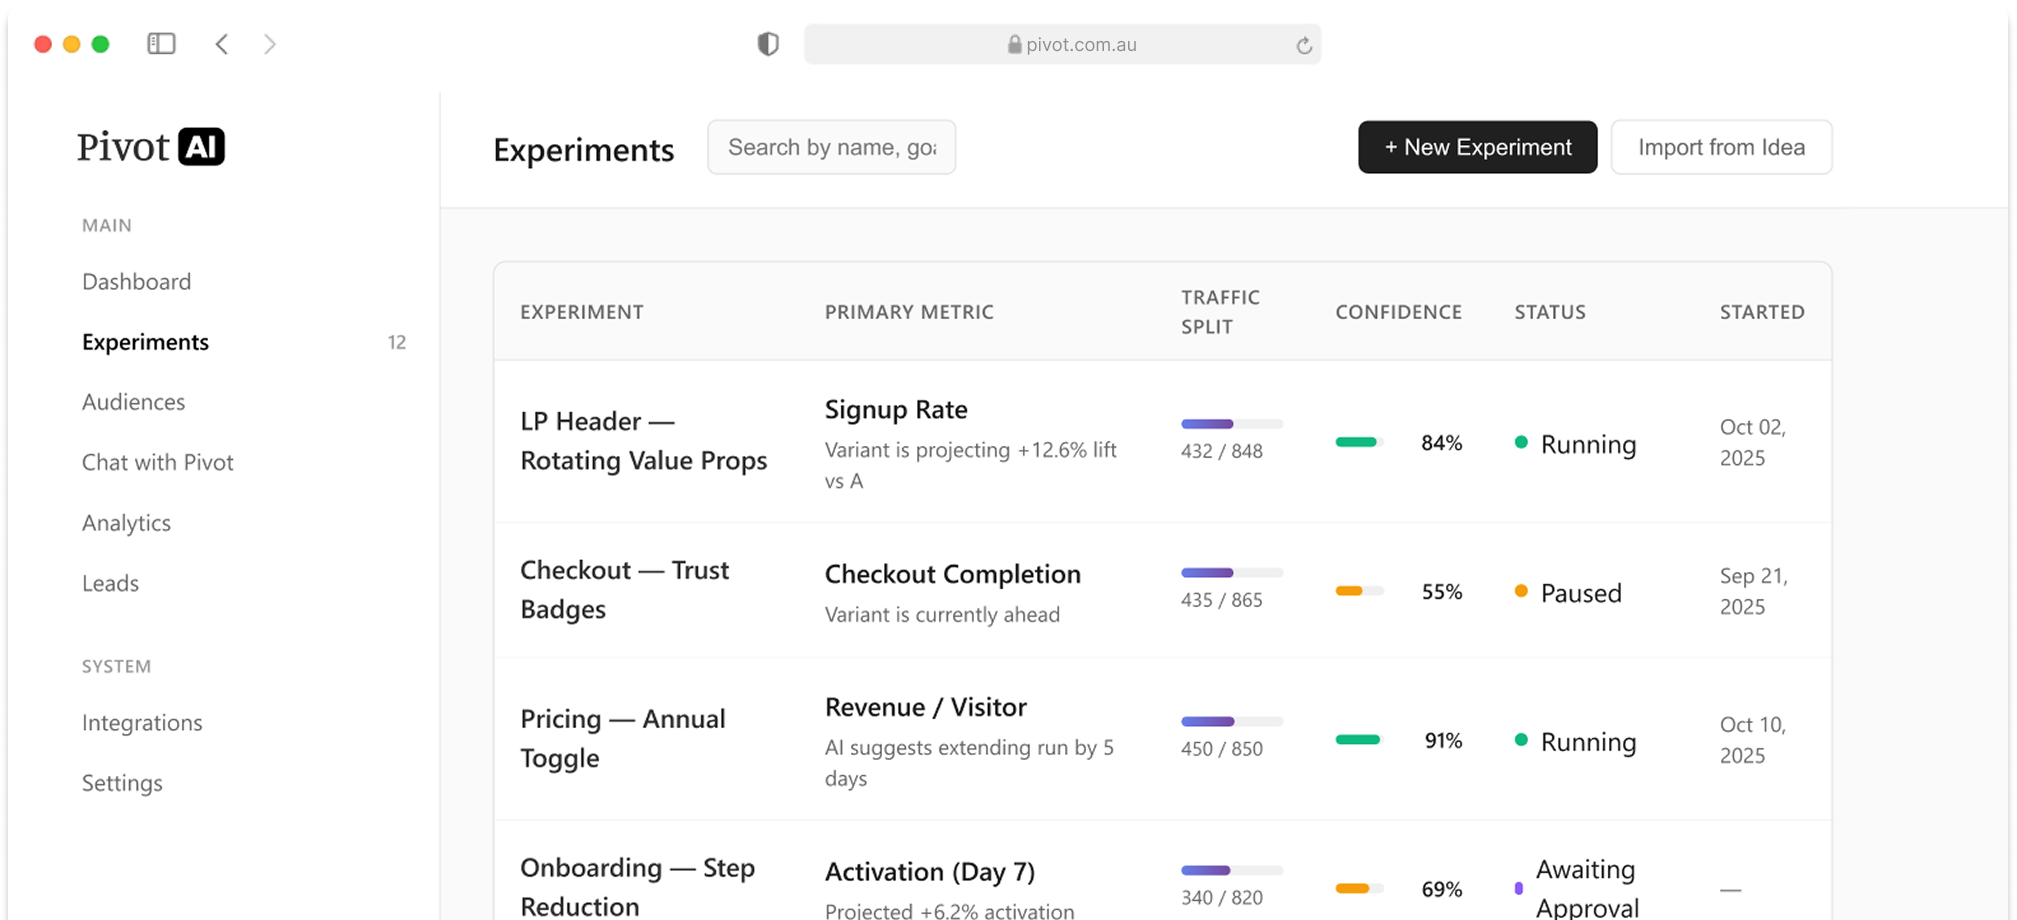 pivot.com.au
Pivot AI
Experiments
Search by name, goa
+ New Experiment
Import from Idea
MAIN
Dashboard
Experiments 12
Audiences
Chat with Pivot
Analytics
Leads
SYSTEM
Integrations
Settings
EXPERIMENT
PRIMARY METRIC
TRAFFIC
SPLIT
CONFIDENCE
STATUS
STARTED
LP Header —
Rotating Value Props
Signup Rate
Variant is projecting +12.6% lift
vs A
432 / 848
84%
Running
Oct 02,
2025
Checkout — Trust
Badges
Checkout Completion
Variant is currently ahead
435 / 865
55%
Paused
Sep 21,
2025
Pricing — Annual
Toggle
Revenue / Visitor
AI suggests extending run by 5
days
450 / 850
91%
Running
Oct 10,
2025
Onboarding — Step
Reduction
Activation (Day 7)
Projected +6.2% activation
340 / 820
69%
Awaiting
Approval
—